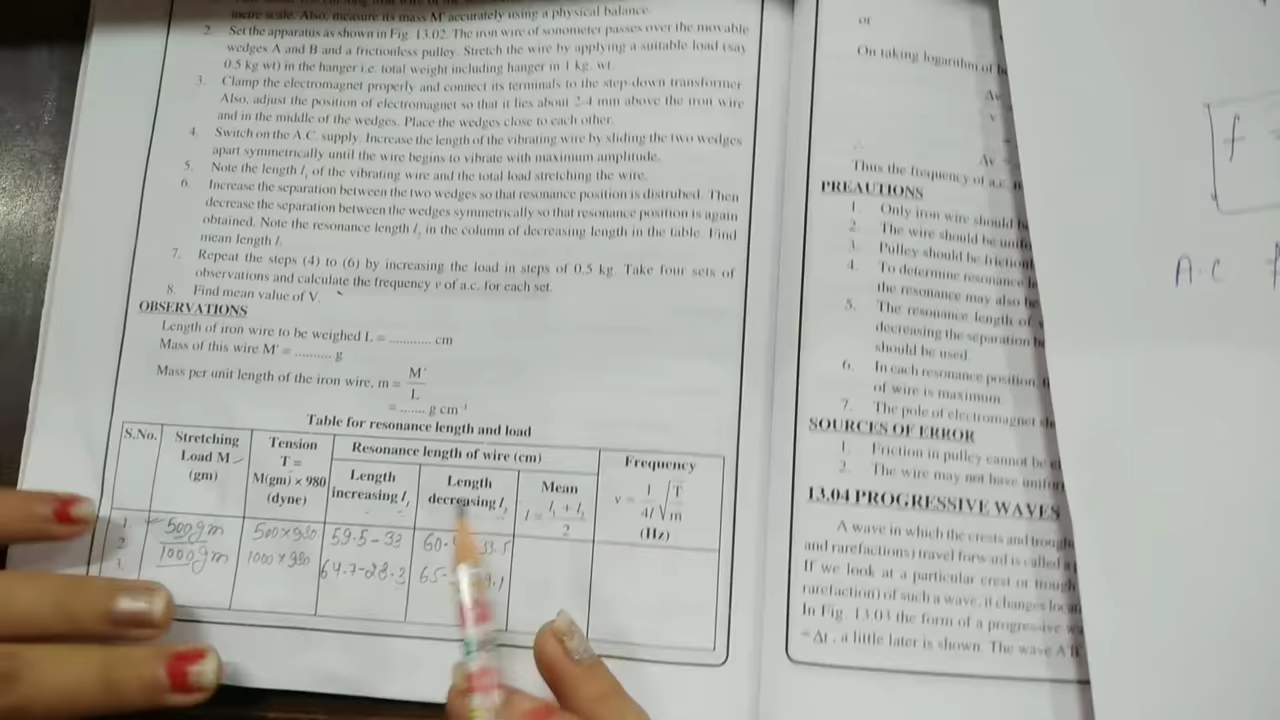 metre scale. Also, measure its mass M' accurately using a physical balance.
2. Set the apparatus as shown in Fig. 13.02. The iron wire of sonometer passes over the movable
wedges A and B and a frictionless pulley. Stretch the wire by applying a suitable load (say
0.5 kg wt) in the hanger i.e. total weight including hanger in 1 kg. wt.
3. Clamp the electromagnet properly and connect its terminals to the step-down transformer
Also, adjust the position of electromagnet so that it lies about 2-4 mm above the iron wire
and in the middle of the wedges. Place the wedges close to each other.
4. Switch on the A.C. supply. Increase the length of the vibrating wire by sliding the two wedges
apart symmetrically until the wire begins to vibrate with maximum amplitude.
5. Note the length l₁ of the vibrating wire and the total load stretching the wire.
6. Increase the separation between the two wedges so that resonance position is distrubed. Then
decrease the separation between the wedges symmetrically so that resonance position is again
obtained. Note the resonance length l₂ in the column of decreasing length in the table. Find
mean length l.
7. Repeat the steps (4) to (6) by increasing the load in steps of 0.5 kg. Take four sets of
observations and calculate the frequency v of a.c. for each set.
8. Find mean value of V.
OBSERVATIONS
Length of iron wire to be weighed L = ........... cm
Mass of this wire M' = .......... g
Mass per unit length of the iron wire, m = M' / L
= ....... g cm⁻¹
Table for resonance length and load
S.No. Stretching Load M (gm) Tension T = M(gm) × 980 (dyne) Resonance length of wire (cm) Frequency v = 1/4l √T/m (Hz)
Length increasing l₁ Length decreasing l₂ Mean l = l₁ + l₂ / 2
1. 500gm 500×980 59.5-33 60. 33.5
2. 1000gm 1000×980 64.7-28.3 65- 9.1
3.
or
On taking logarithm of
Δv
v
Δv
Thus the frequency of a.c.
PREAUTIONS
1. Only iron wire should
2. The wire should be
3. Pulley should be
4. To determine resonance
the resonance may also be
5. The resonance length of
decreasing the separation
should be used.
6. In each resonance position,
of wire is maximum.
7. The pole of electromagnet
SOURCES OF ERROR
1. Friction in pulley cannot be
2. The wire may not have
13.04 PROGRESSIVE WAVES
A wave in which the crests and
and rarefactions) travel forward is called a
If we look at a particular crest or trough
rarefaction) of such a wave, it changes
In Fig. 13.03 the form of a progressive
Δt, a little later is shown. The wave
f
A.C